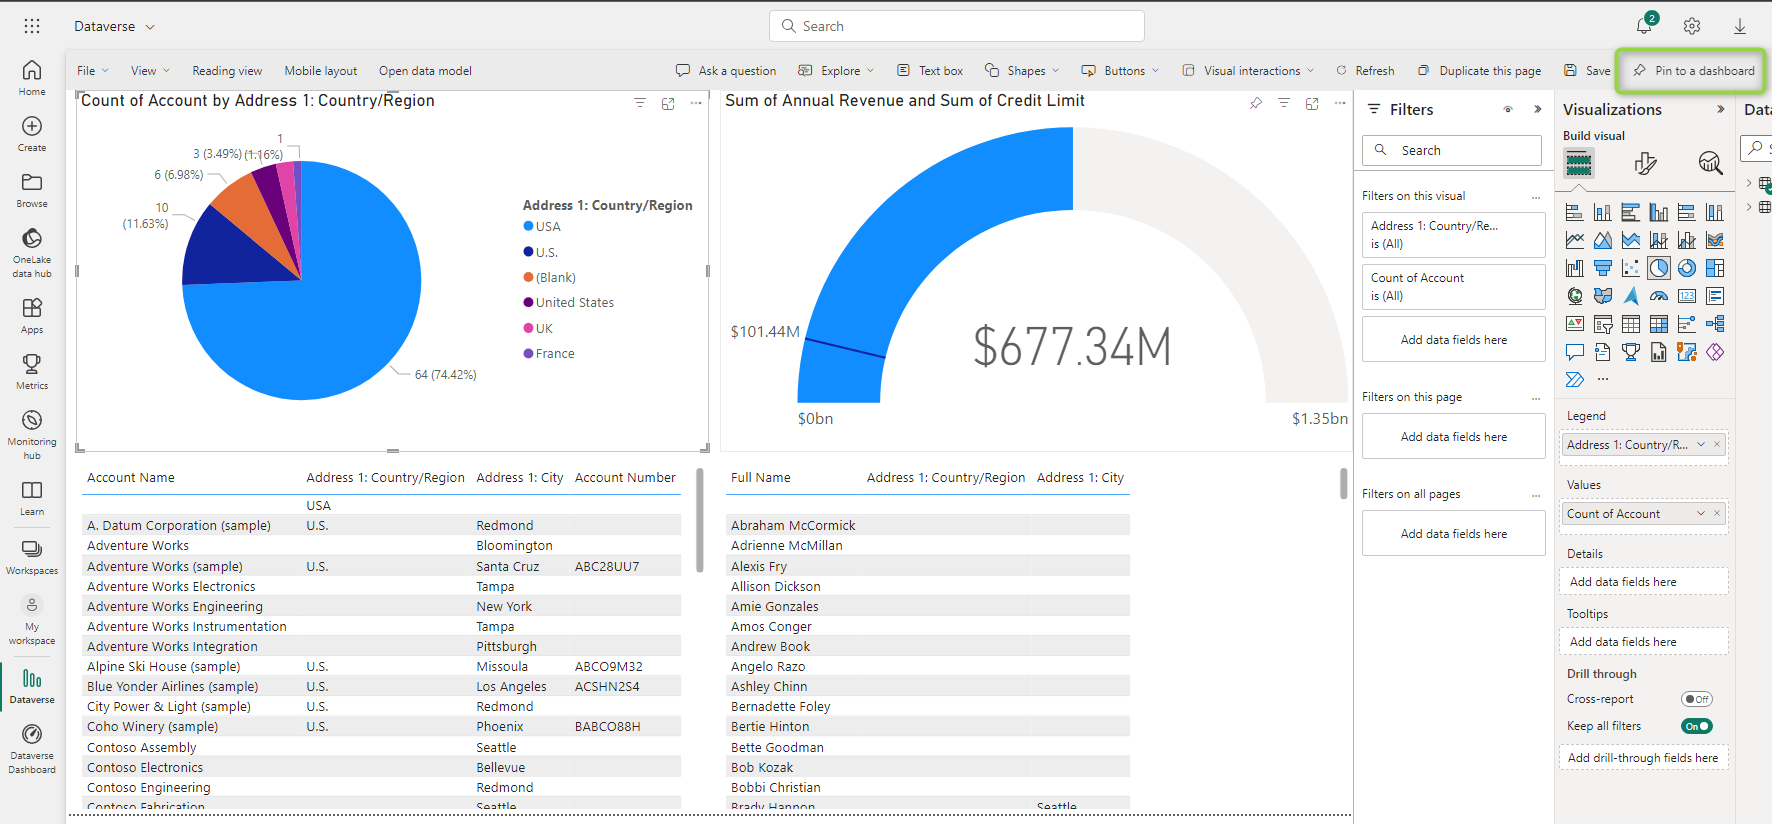 Dataverse
Search
2
File
View
Reading view
Mobile layout
Open data model
Ask a question
Explore
Text box
Shapes
Buttons
Visual interactions
Refresh
Duplicate this page
Save
Pin to a dashboard
Home
Create
Browse
OneLake
data hub
Apps
Metrics
Monitoring
hub
Learn
Workspaces
My
workspace
Dataverse
Dataverse
Dashboard
Count of Account by Address 1: Country/Region
1
(1.16%)
3 (3.49%)
6 (6.98%)
10
(11.63%)
64 (74.42%)
Address 1: Country/Region
USA
U.S.
(Blank)
United States
UK
France
Sum of Annual Revenue and Sum of Credit Limit
$101.44M
$677.34M
$0bn
$1.35bn
Account Name Address 1: Country/Region Address 1: City Account Number
USA
A. Datum Corporation (sample) U.S. Redmond
Adventure Works Bloomington
Adventure Works (sample) U.S. Santa Cruz ABC28UU7
Adventure Works Electronics Tampa
Adventure Works Engineering New York
Adventure Works Instrumentation Tampa
Adventure Works Integration Pittsburgh
Alpine Ski House (sample) U.S. Missoula ABCO9M32
Blue Yonder Airlines (sample) U.S. Los Angeles ACSHN2S4
City Power & Light (sample) U.S. Redmond
Coho Winery (sample) U.S. Phoenix BABCO88H
Contoso Assembly Seattle
Contoso Electronics Bellevue
Contoso Engineering Redmond
Contoso Fabrication Seattle
Full Name Address 1: Country/Region Address 1: City
Abraham McCormick
Adrienne McMillan
Alexis Fry
Allison Dickson
Amie Gonzales
Amos Conger
Andrew Book
Angelo Razo
Ashley Chinn
Bernadette Foley
Bertie Hinton
Bette Goodman
Bob Kozak
Bobbi Christian
Brady Hannon Seattle
Filters
Search
Filters on this visual
...
Address 1: Country/Re...
is (All)
Count of Account
is (All)
Add data fields here
Filters on this page
...
Add data fields here
Filters on all pages
...
Add data fields here
Visualizations
Build visual
123
...
Legend
Address 1: Country/R...
Values
Count of Account
Details
Add data fields here
Tooltips
Add data fields here
Drill through
Cross-report
Off
Keep all filters
On
Add drill-through fields here